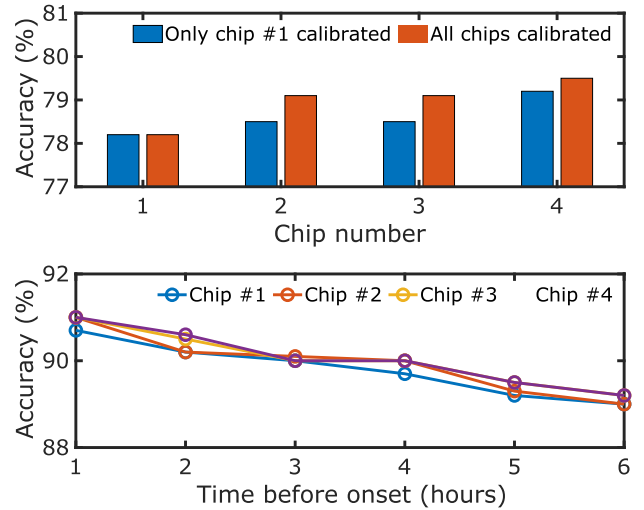 81
80
79
78
77
Accuracy (%)
Only chip #1 calibrated All chips calibrated
1 2 3 4
Chip number
92
90
88
Accuracy (%)
Chip #1 Chip #2 Chip #3 Chip #4
1 2 3 4 5 6
Time before onset (hours)